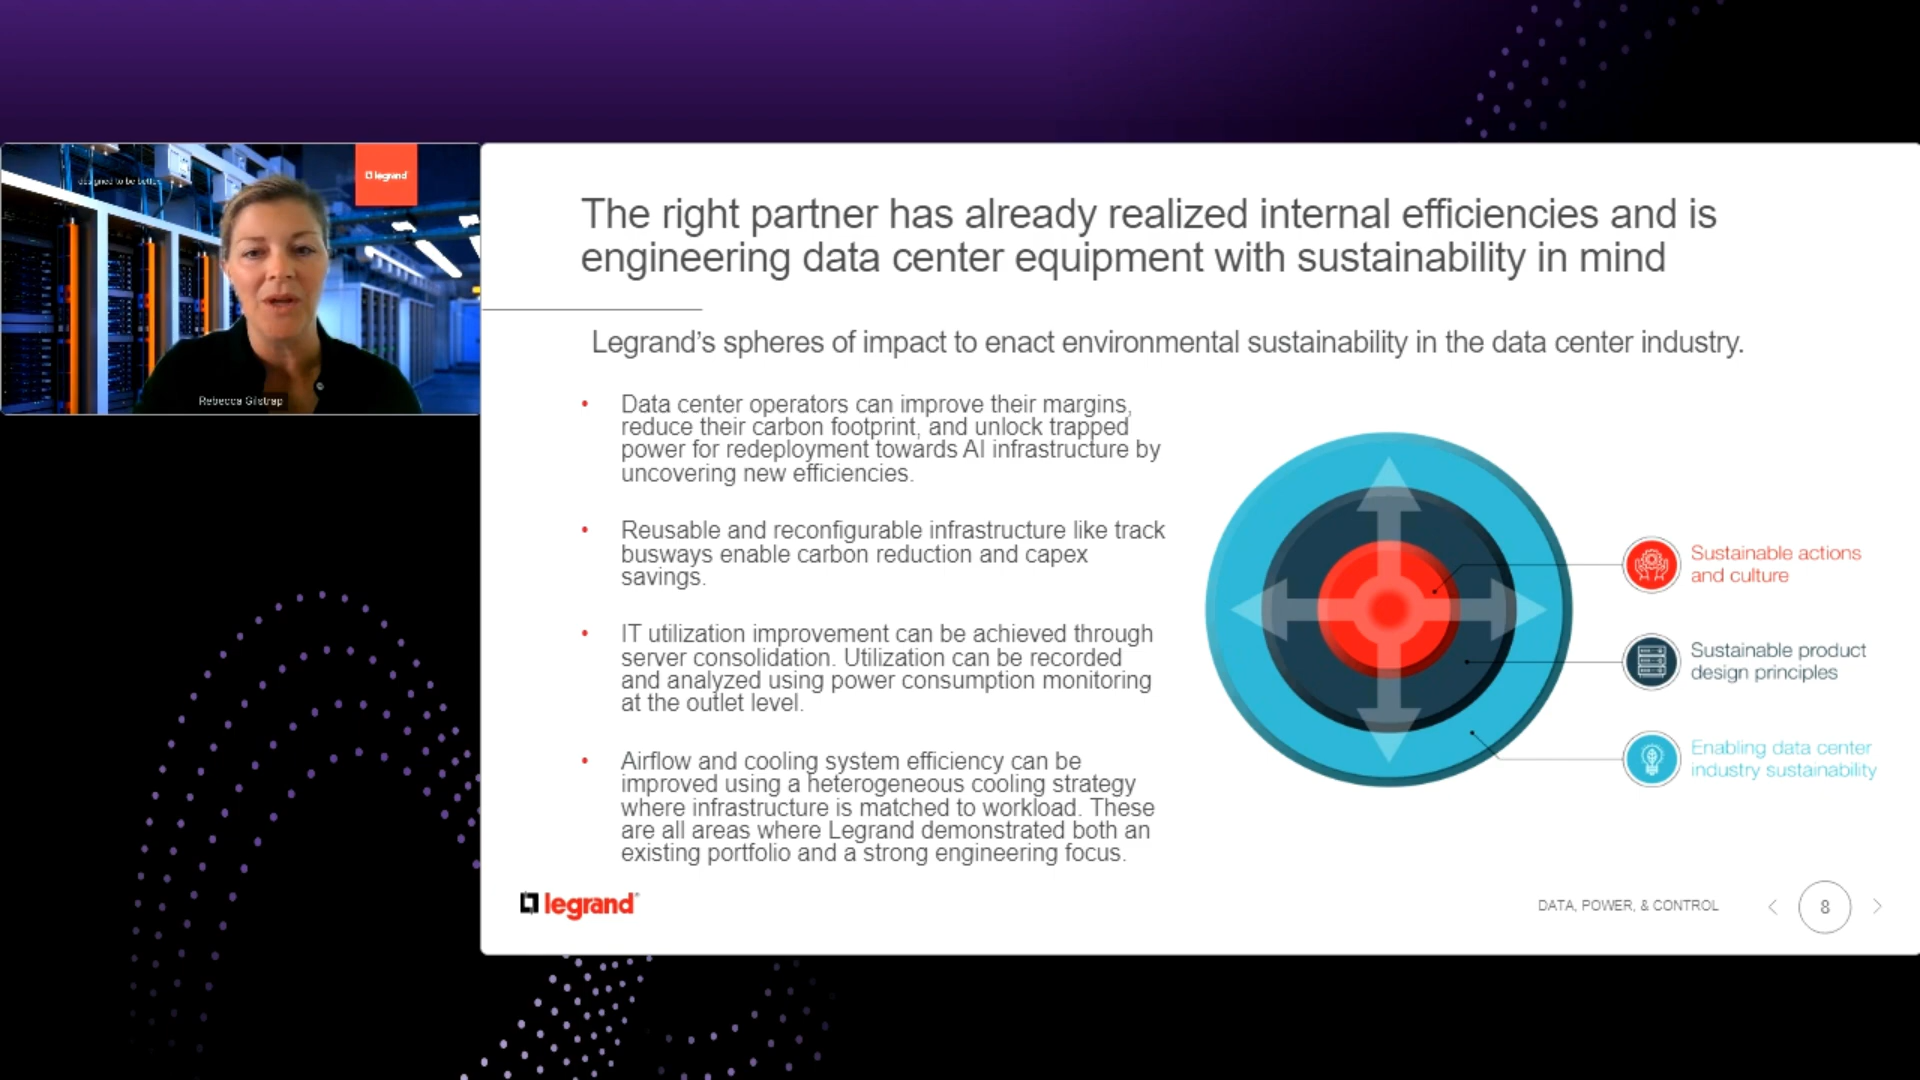 designed to be better
legrand
Rebecca Gilstrap
The right partner has already realized internal efficiencies and is
engineering data center equipment with sustainability in mind
Legrand’s spheres of impact to enact environmental sustainability in the data center industry.
• Data center operators can improve their margins,
reduce their carbon footprint, and unlock trapped
power for redeployment towards AI infrastructure by
uncovering new efficiencies.
• Reusable and reconfigurable infrastructure like track
busways enable carbon reduction and capex
savings.
• IT utilization improvement can be achieved through
server consolidation. Utilization can be recorded
and analyzed using power consumption monitoring
at the outlet level.
• Airflow and cooling system efficiency can be
improved using a heterogeneous cooling strategy
where infrastructure is matched to workload. These
are all areas where Legrand demonstrated both an
existing portfolio and a strong engineering focus.
Sustainable actions
and culture
Sustainable product
design principles
Enabling data center
industry sustainability
legrand®
DATA, POWER, & CONTROL
8